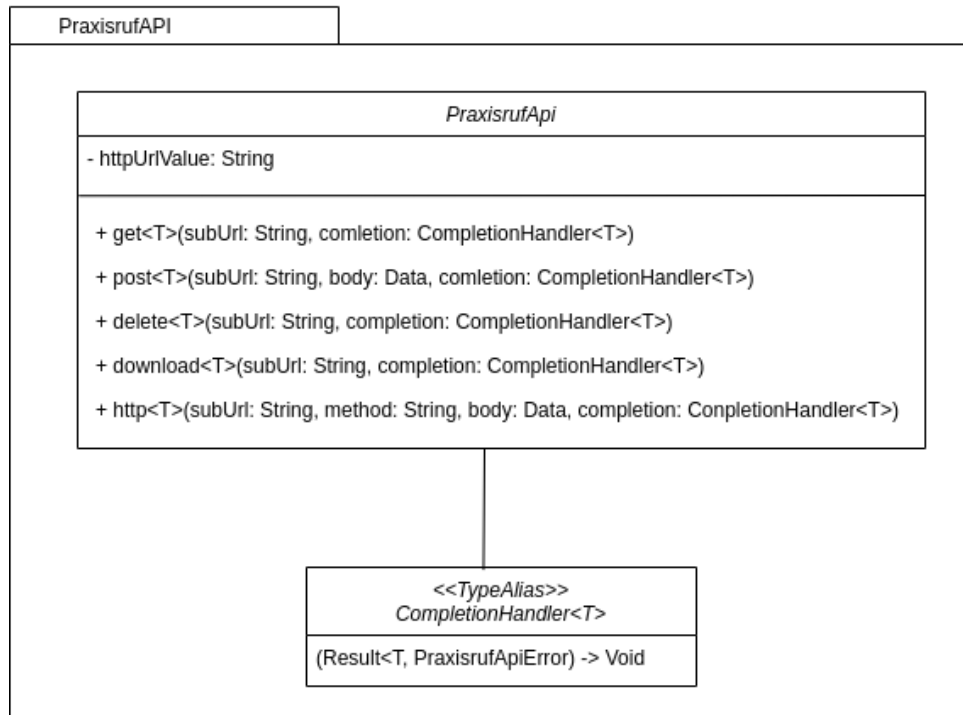 PraxisrufAPI
PraxisrufApi
- httpUrlValue: String
+ get<T>(subUrl: String, comletion: CompletionHandler<T>)
+ post<T>(subUrl: String, body: Data, comletion: CompletionHandler<T>)
+ delete<T>(subUrl: String, completion: CompletionHandler<T>)
+ download<T>(subUrl: String, completion: CompletionHandler<T>)
+ http<T>(subUrl: String, method: String, body: Data, completion: ConpletionHandler<T>)
<<TypeAlias>>
CompletionHandler<T>
(Result<T, PraxisrufApiError) -> Void